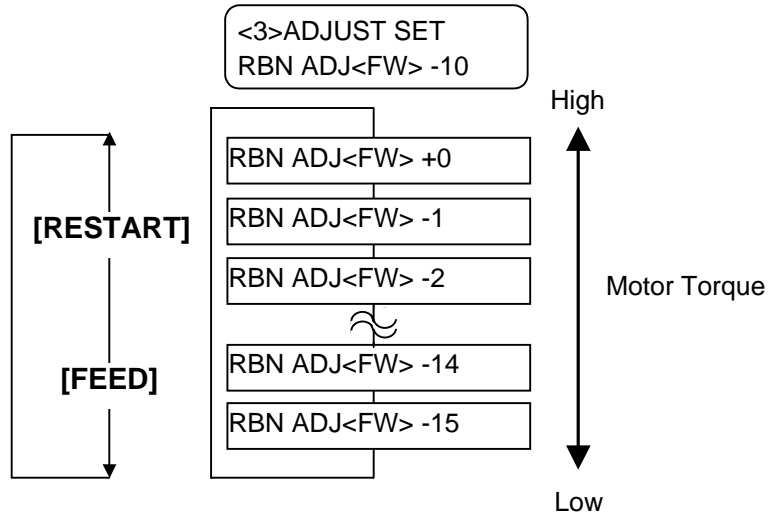 <3>ADJUST SET
RBN ADJ<FW> -10
High
RBN ADJ<FW> +0
[RESTART]
RBN ADJ<FW> -1
RBN ADJ<FW> -2
Motor Torque
[FEED]
RBN ADJ<FW> -14
RBN ADJ<FW> -15
Low